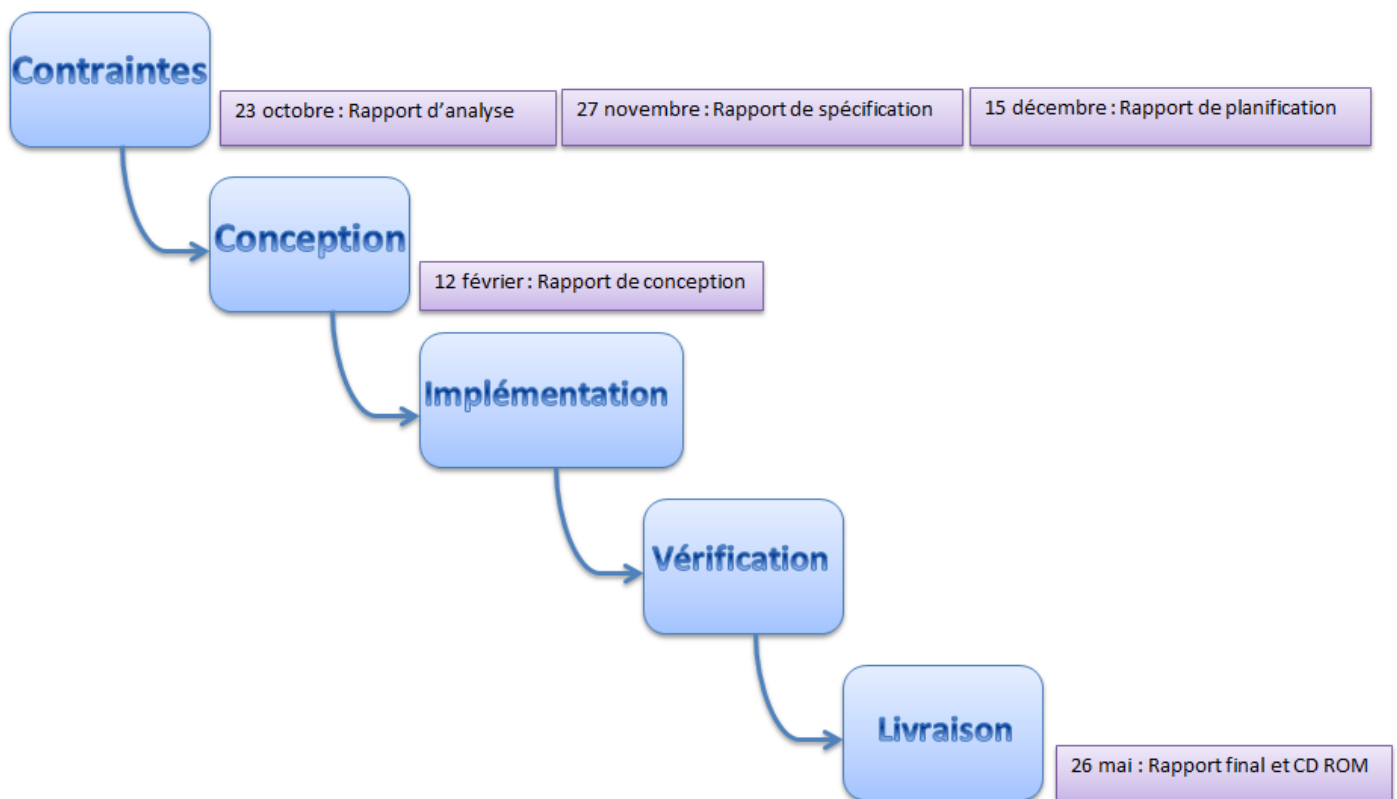 Contraintes
23 octobre : Rapport d'analyse
27 novembre : Rapport de spécification
15 décembre : Rapport de planification
Conception
12 février : Rapport de conception
Implémentation
Vérification
Livraison
26 mai : Rapport final et CD ROM